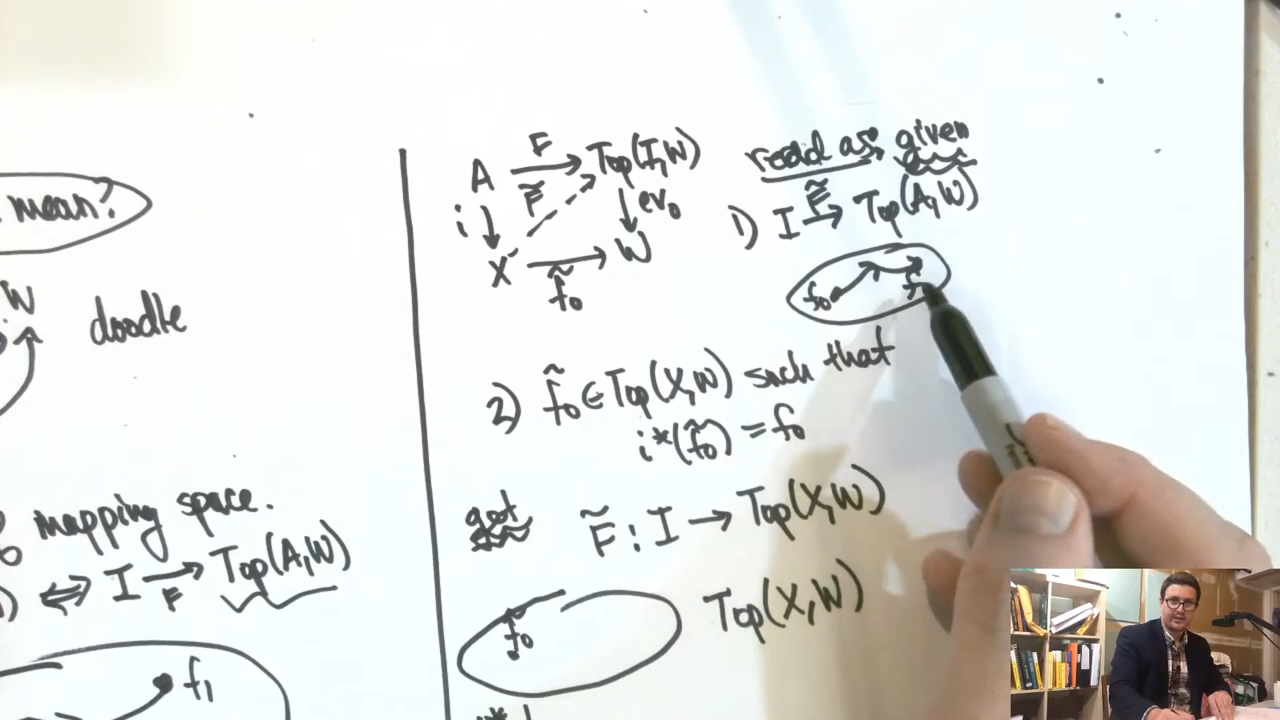 mean?
W
doodle
mapping space.
⇔ I →F Top(A,W)
f₁
A →F Top(I,W)
i ↓ F̃ ↓ ev₀
X → W
f̃₀
read as given
1) I →F̃ Top(A,W)
f₀
2) f̃₀ ∈ Top(X,W) such that
i*(f̃₀) = f₀
get
F̃ : I → Top(X,W)
f̃₀ Top(X,W)